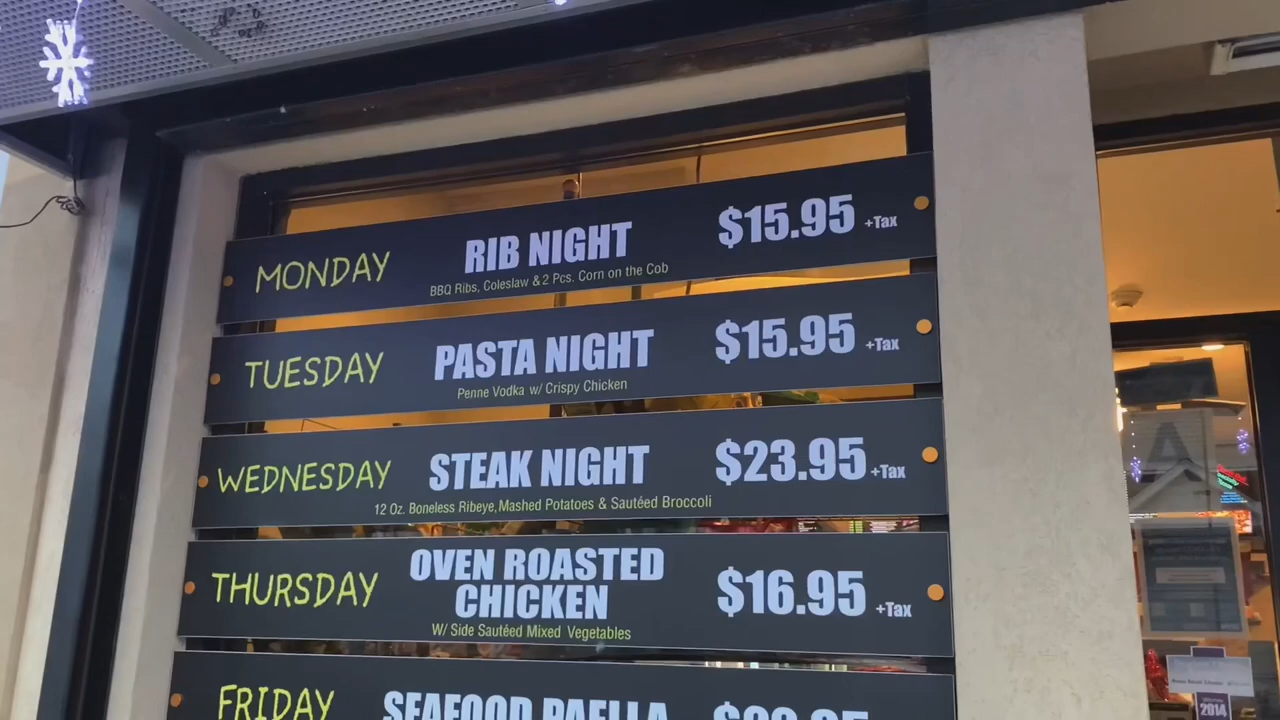 MONDAY
RIB NIGHT
BBQ Ribs, Coleslaw & 2 Pcs. Corn on the Cob
$15.95 +Tax
TUESDAY
PASTA NIGHT
Penne Vodka w/ Crispy Chicken
$15.95 +Tax
WEDNESDAY
STEAK NIGHT
12 Oz. Boneless Ribeye, Mashed Potatoes & Sautéed Broccoli
$23.95 +Tax
THURSDAY
OVEN ROASTED
CHICKEN
W/ Side Sautéed Mixed Vegetables
$16.95 +Tax
FRIDAY
SEAFOOD PAELLA
A
2014